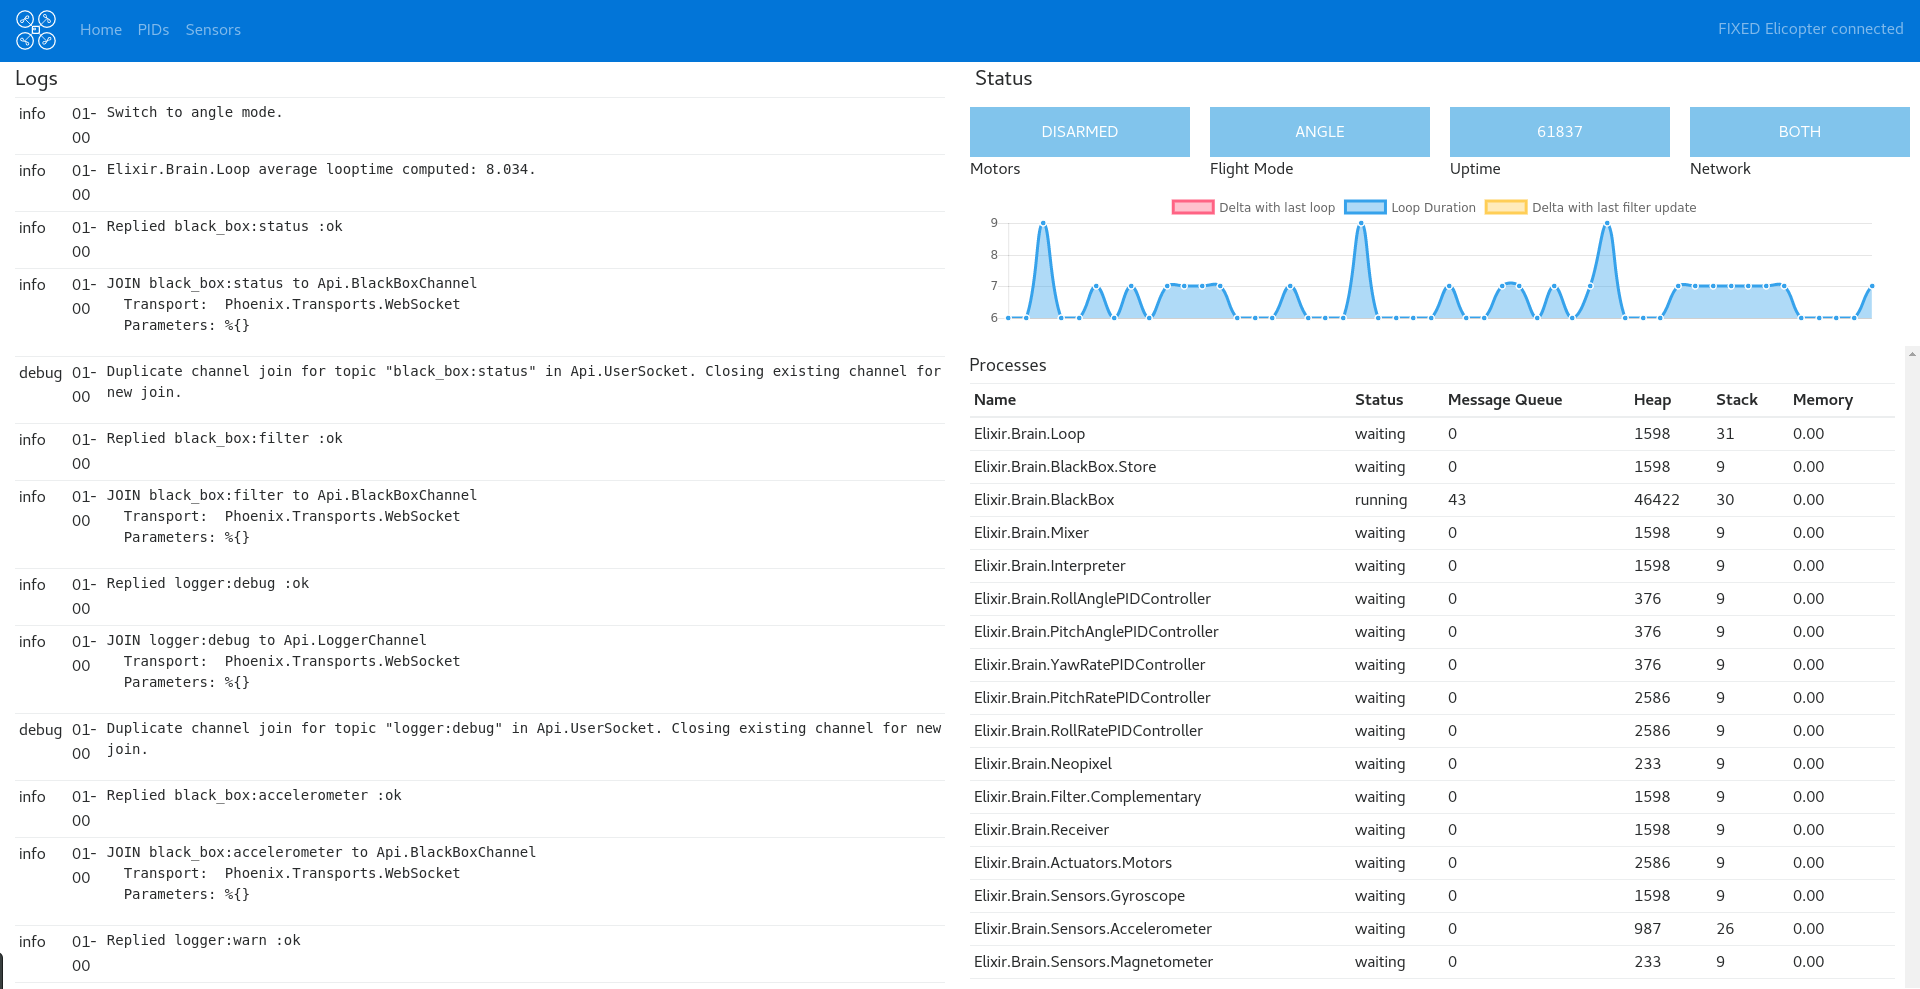 Home PIDs Sensors FIXED Elicopter connected
Logs
info 01-00 Switch to angle mode.
info 01-00 Elixir.Brain.Loop average looptime computed: 8.034.
info 01-00 Replied black_box:status :ok
info 01-00 JOIN black_box:status to Api.BlackBoxChannel
Transport: Phoenix.Transports.WebSocket
Parameters: %{}
debug 01-00 Duplicate channel join for topic "black_box:status" in Api.UserSocket. Closing existing channel for
new join.
info 01-00 Replied black_box:filter :ok
info 01-00 JOIN black_box:filter to Api.BlackBoxChannel
Transport: Phoenix.Transports.WebSocket
Parameters: %{}
info 01-00 Replied logger:debug :ok
info 01-00 JOIN logger:debug to Api.LoggerChannel
Transport: Phoenix.Transports.WebSocket
Parameters: %{}
debug 01-00 Duplicate channel join for topic "logger:debug" in Api.UserSocket. Closing existing channel for new
join.
info 01-00 Replied black_box:accelerometer :ok
info 01-00 JOIN black_box:accelerometer to Api.BlackBoxChannel
Transport: Phoenix.Transports.WebSocket
Parameters: %{}
info 01-00 Replied logger:warn :ok
Status
DISARMED ANGLE 61837 BOTH
Motors Flight Mode Uptime Network
Delta with last loop Loop Duration Delta with last filter update
9
8
7
6
Processes
Name Status Message Queue Heap Stack Memory
Elixir.Brain.Loop waiting 0 1598 31 0.00
Elixir.Brain.BlackBox.Store waiting 0 1598 9 0.00
Elixir.Brain.BlackBox running 43 46422 30 0.00
Elixir.Brain.Mixer waiting 0 1598 9 0.00
Elixir.Brain.Interpreter waiting 0 1598 9 0.00
Elixir.Brain.RollAnglePIDController waiting 0 376 9 0.00
Elixir.Brain.PitchAnglePIDController waiting 0 376 9 0.00
Elixir.Brain.YawRatePIDController waiting 0 376 9 0.00
Elixir.Brain.PitchRatePIDController waiting 0 2586 9 0.00
Elixir.Brain.RollRatePIDController waiting 0 2586 9 0.00
Elixir.Brain.Neopixel waiting 0 233 9 0.00
Elixir.Brain.Filter.Complementary waiting 0 1598 9 0.00
Elixir.Brain.Receiver waiting 0 1598 9 0.00
Elixir.Brain.Actuators.Motors waiting 0 2586 9 0.00
Elixir.Brain.Sensors.Gyroscope waiting 0 1598 9 0.00
Elixir.Brain.Sensors.Accelerometer waiting 0 987 26 0.00
Elixir.Brain.Sensors.Magnetometer waiting 0 233 9 0.00